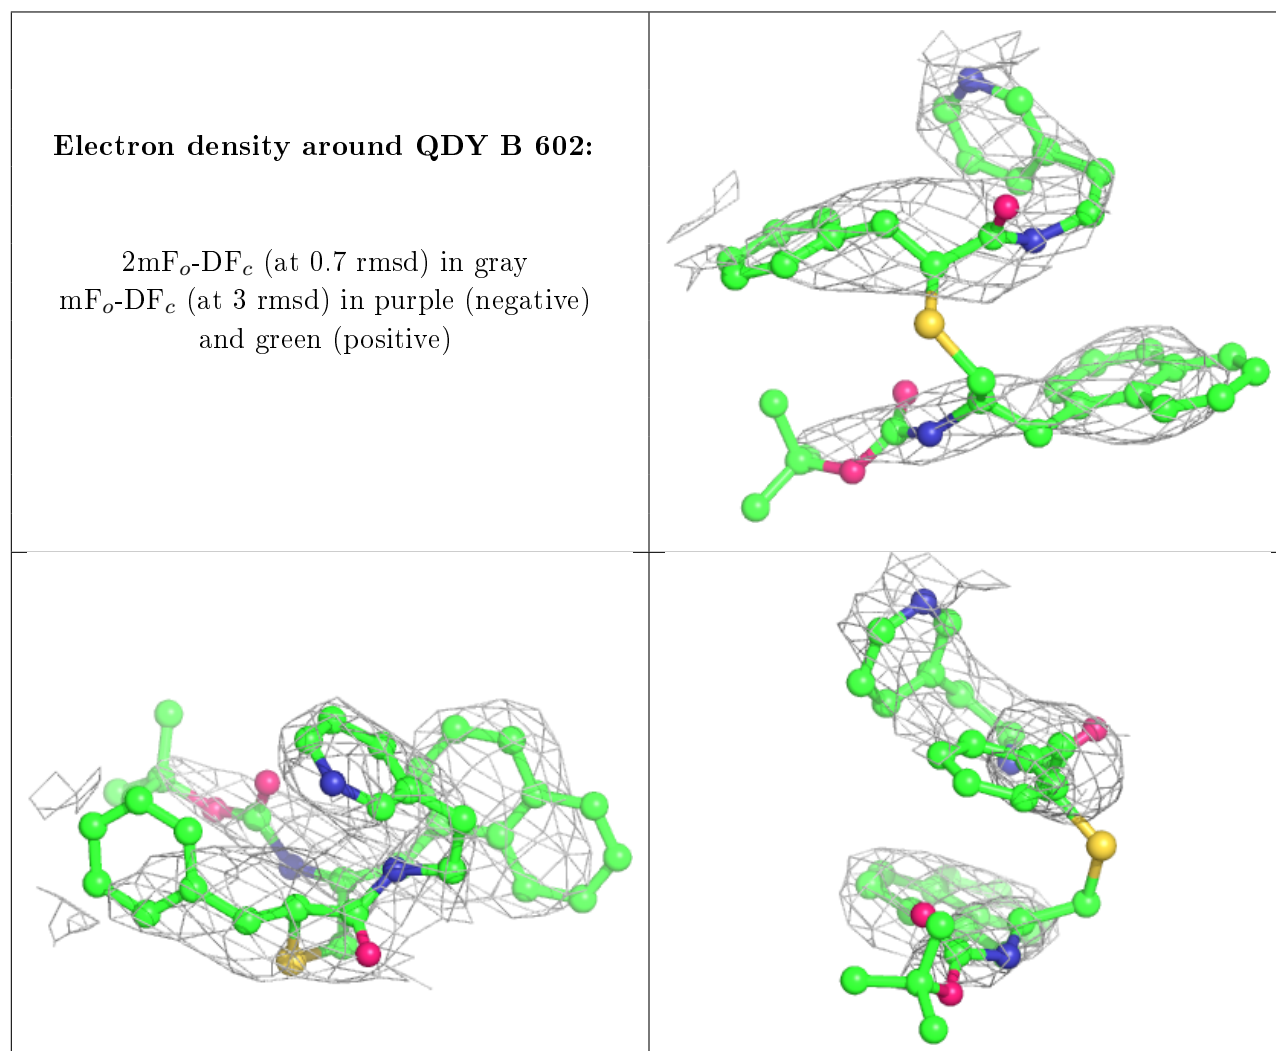 Electron density around QDY B 602:
2mFo-DFc (at 0.7 rmsd) in gray
mFo-DFc (at 3 rmsd) in purple (negative)
and green (positive)